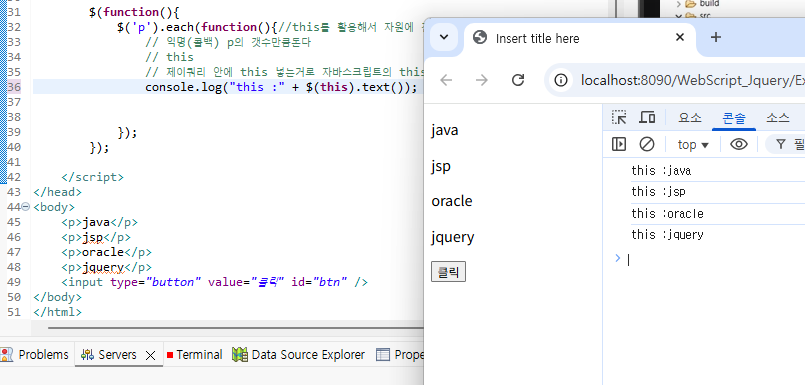 31 $(function(){
32 $('p').each(function(){//this를 활용해서 자원에
33 // 익명(콜백) p의 갯수만큼돈다
34 // this
35 // 제이쿼리 안에 this 넣는거로 자바스크립트의 this
36 console.log("this :" + $(this).text());
37
38
39 });
40 });
41
42 </script>
43 </head>
44 <body>
45 <p>java</p>
46 <p>jsp</p>
47 <p>oracle</p>
48 <p>jquery</p>
49 <input type="button" value="클릭" id="btn" />
50 </body>
51 </html>
Problems
Servers
Terminal
Data Source Explorer
Prope
build
src
Insert title here
localhost:8090/WebScript_Jquery/Ex
java
jsp
oracle
jquery
클릭
요소
콘솔
소스
top
필
this :java
this :jsp
this :oracle
this :jquery